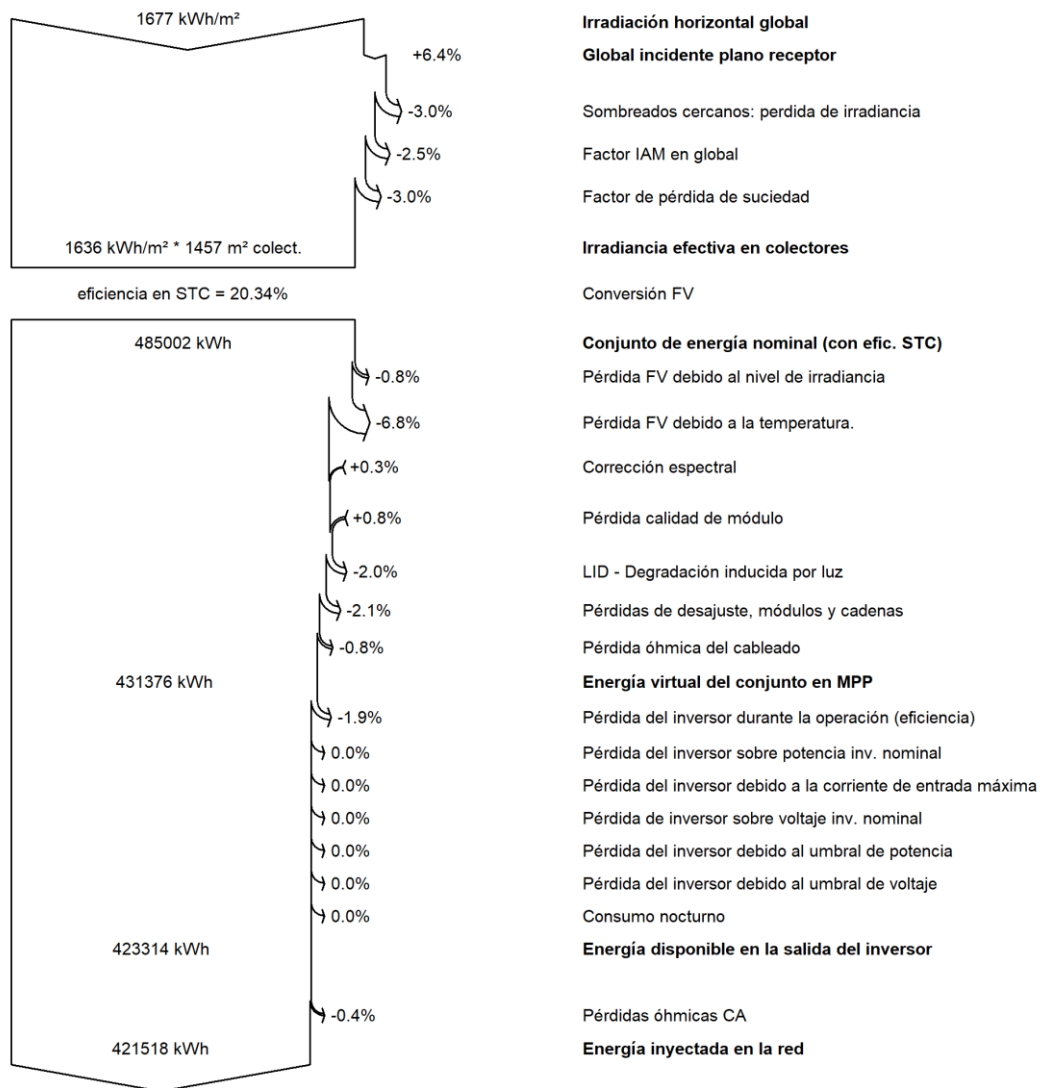 1677 kWh/m² Irradiación horizontal global
+6.4% Global incidente plano receptor
-3.0% Sombreados cercanos: perdida de irradiancia
-2.5% Factor IAM en global
-3.0% Factor de pérdida de suciedad
1636 kWh/m² * 1457 m² colect. Irradiancia efectiva en colectores
eficiencia en STC = 20.34% Conversión FV
485002 kWh Conjunto de energía nominal (con efic. STC)
-0.8% Pérdida FV debido al nivel de irradiancia
-6.8% Pérdida FV debido a la temperatura.
+0.3% Corrección espectral
+0.8% Pérdida calidad de módulo
-2.0% LID - Degradación inducida por luz
-2.1% Pérdidas de desajuste, módulos y cadenas
-0.8% Pérdida óhmica del cableado
431376 kWh Energía virtual del conjunto en MPP
-1.9% Pérdida del inversor durante la operación (eficiencia)
0.0% Pérdida del inversor sobre potencia inv. nominal
0.0% Pérdida del inversor debido a la corriente de entrada máxima
0.0% Pérdida de inversor sobre voltaje inv. nominal
0.0% Pérdida del inversor debido al umbral de potencia
0.0% Pérdida del inversor debido al umbral de voltaje
0.0% Consumo nocturno
423314 kWh Energía disponible en la salida del inversor
-0.4% Pérdidas óhmicas CA
421518 kWh Energía inyectada en la red